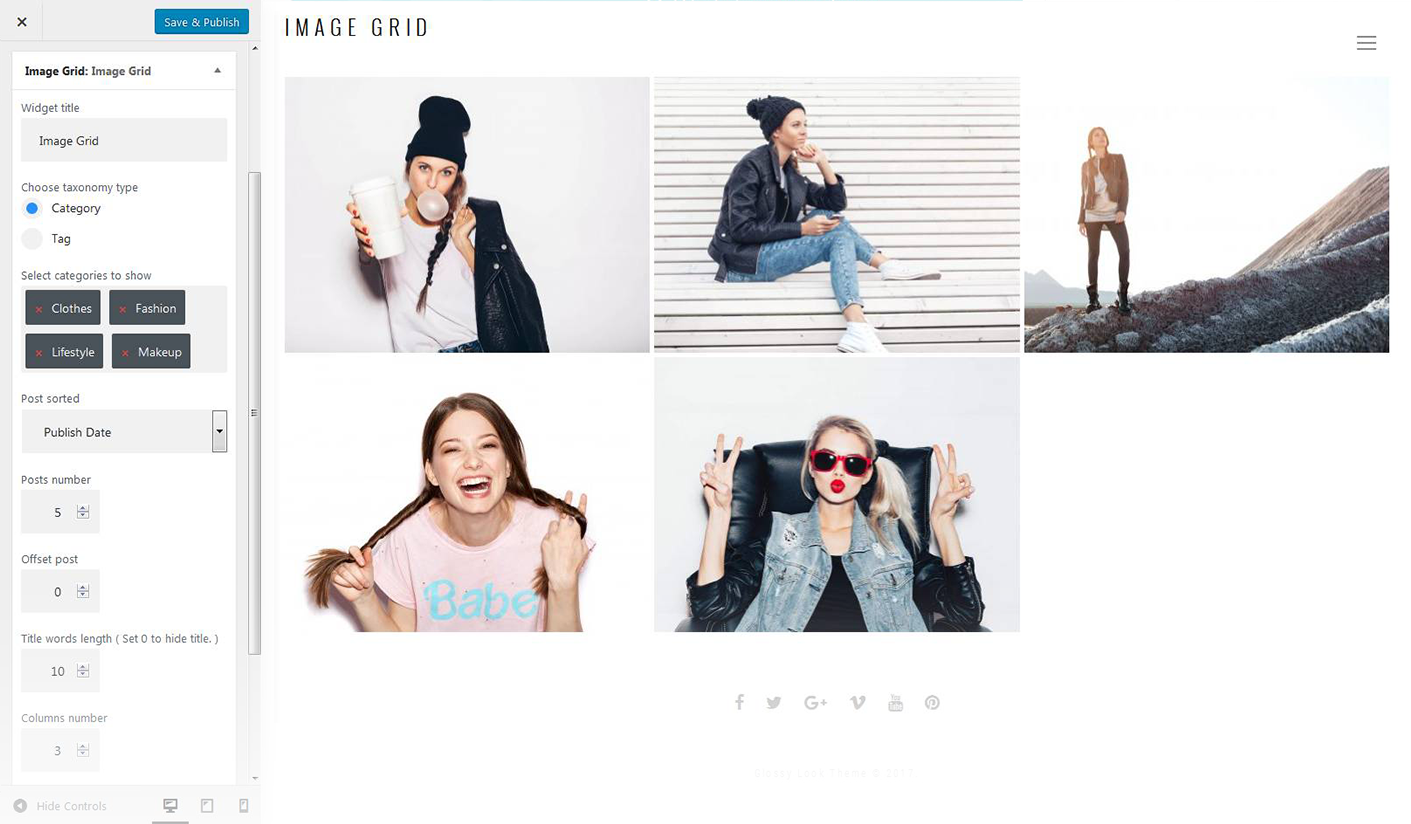 Save & Publish
Image Grid: Image Grid
Widget title
Image Grid
Choose taxonomy type
Category
Tag
Select categories to show
× Clothes × Fashion
× Lifestyle × Makeup
Post sorted
Publish Date
Posts number
5
Offset post
0
Title words length ( Set 0 to hide title. )
10
Columns number
3
Hide Controls
IMAGE GRID
Babe
You
Tube